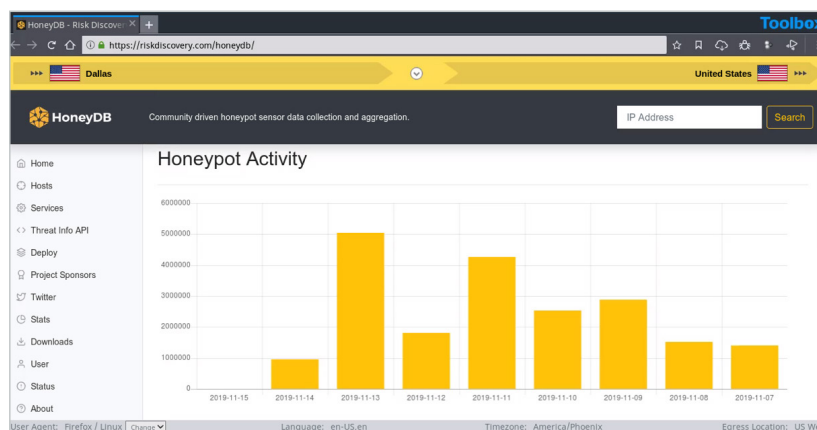 HoneyDB - Risk Discover
Toolbo
https://riskdiscovery.com/honeydb/
Dallas
United States
HoneyDB
Community driven honeypot sensor data collection and aggregation.
IP Address
Search
Home
Hosts
Services
Threat Info API
Deploy
Project Sponsors
Twitter
Stats
Downloads
User
Status
About
Honeypot Activity
6000000
5000000
4000000
3000000
2000000
1000000
0
2019-11-15 2019-11-14 2019-11-13 2019-11-12 2019-11-11 2019-11-10 2019-11-09 2019-11-08 2019-11-07
User Agent: Firefox / Linux Change Language: en-US,en Timezone: America/Phoenix Egress Location: US We